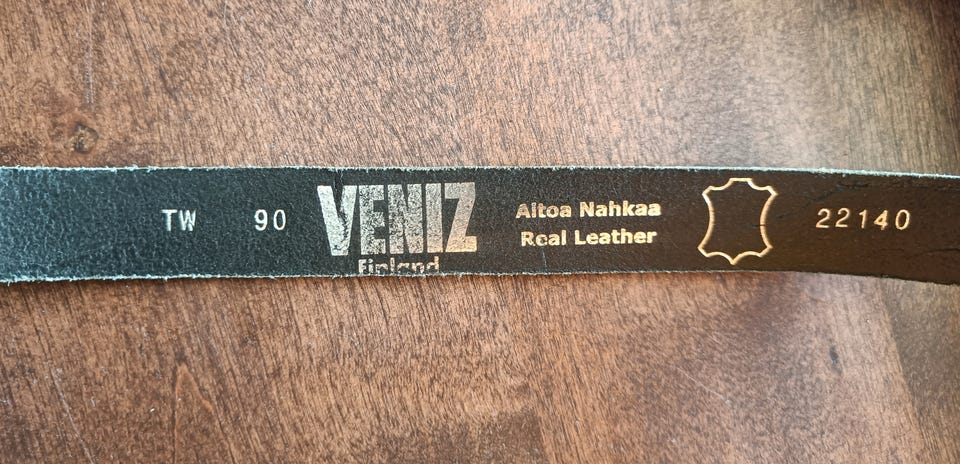 TW 90
VENIZ
Finland
Aitoa Nahkaa
Real Leather
22140